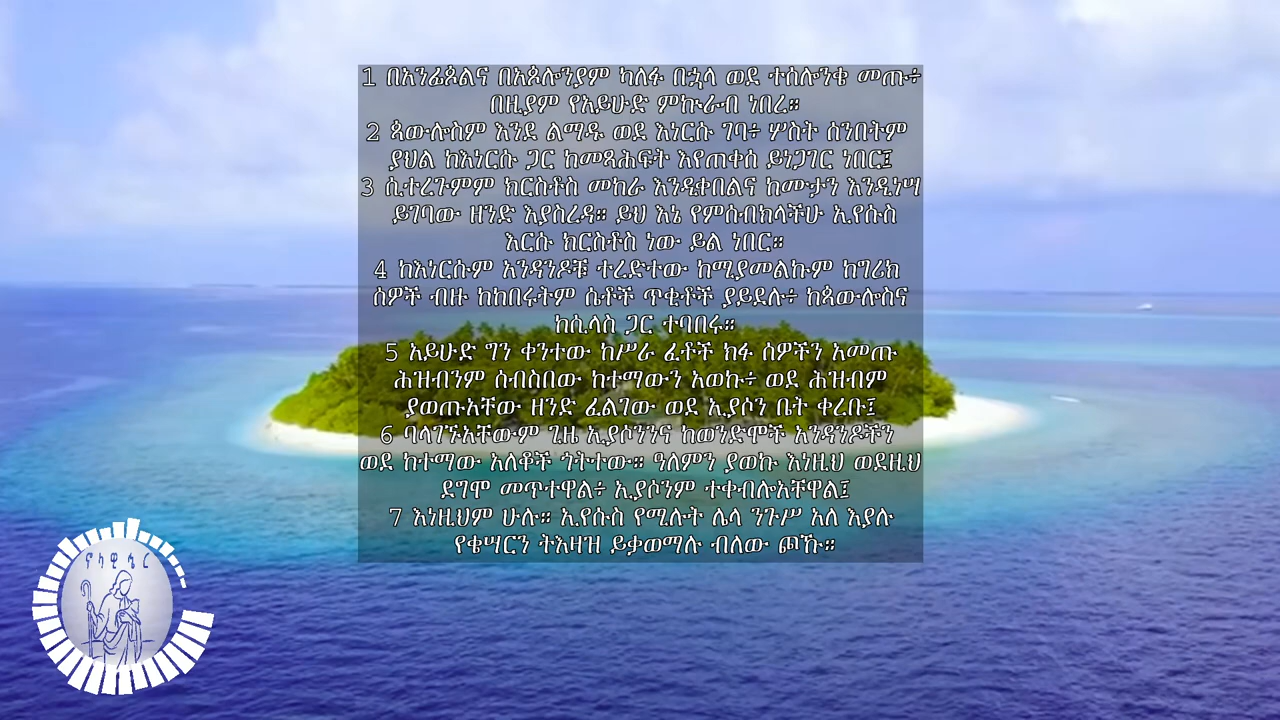 1 በአንፊጶልና በአጶሎንያም ካለፉ በኋላ ወደ ተሰሎንቄ መጡ፥
በዚያም የአይሁድ ምኲራብ ነበረ።
2 ጳውሎስም እንደ ልማዱ ወደ እነርሱ ገባ፥ ሦስት ሰንበትም
ያህል ከእነርሱ ጋር ከመጻሕፍት እየጠቀሰ ይነጋገር ነበር፤
3 ሲተረጉምም ክርስቶስ መከራ እንዲቀበልና ከሙታን እንዲነሣ
ይገባው ዘንድ እያስረዳ። ይህ እኔ የምሰብክላችሁ ኢየሱስ
እርሱ ክርስቶስ ነው ይል ነበር።
4 ከእነርሱም አንዳንዶቹ ተረድተው ከሚያመልኩም ከግሪክ
ሰዎች ብዙ ከከበሩትም ሴቶች ጥቂቶች ያይደሉ፥ ከጳውሎስና
ከሲላስ ጋር ተባበሩ።
5 አይሁድ ግን ቀንተው ከሥራ ፈቶች ክፉ ሰዎችን አመጡ
ሕዝብንም ሰብስበው ከተማውን አወኩ፥ ወደ ሕዝብም
ያወጡአቸው ዘንድ ፈልገው ወደ ኢያሶን ቤት ቀረቡ፤
6 ባላገኙአቸውም ጊዜ ኢያሶንንና ከወንድሞች አንዳንዶችን
ወደ ከተማው አለቆች ጎትተው። ዓለምን ያወኩ እነዚህ ወደዚህ
ደግሞ መጥተዋል፥ ኢያሶንም ተቀብሎአቸዋል፤
7 እነዚህም ሁሉ። ኢየሱስ የሚሉት ሌላ ንጉሥ አለ እያሉ
የቄሣርን ትእዛዝ ይቃወማሉ ብለው ጮኹ።
ኖላዊ ኄር